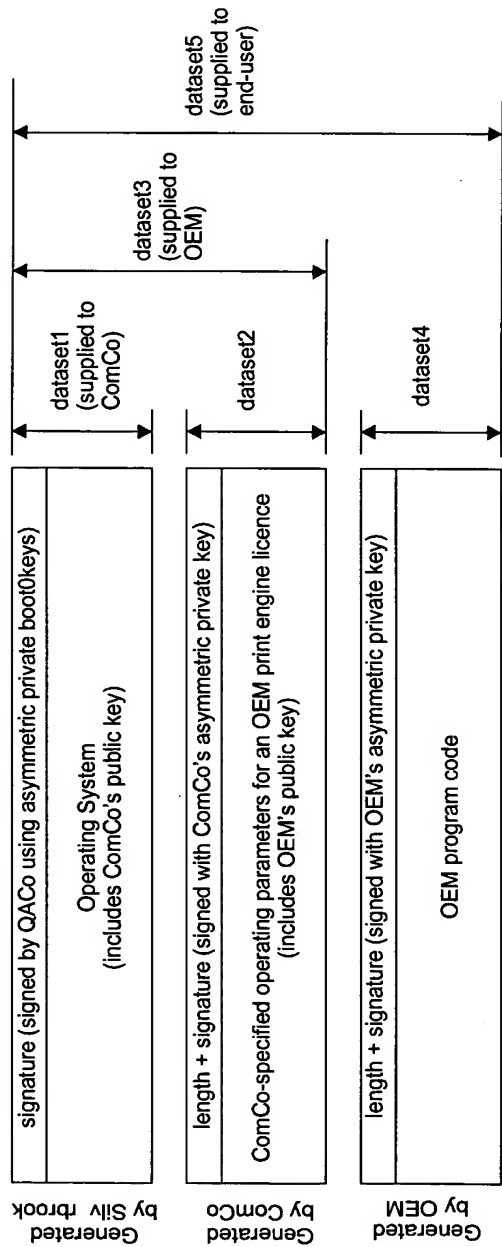 Generated
by Silv rbrook
signature (signed by QACo using asymmetric private boot0keys)
Operating System
(includes ComCo's public key)
dataset1
(supplied to
ComCo)
dataset3
(supplied to
OEM)
dataset5
(supplied to
end-user)
Generated
by ComCo
length + signature (signed with ComCo's asymmetric private key)
ComCo-specified operating parameters for an OEM print engine licence
(includes OEM's public key)
dataset2
Generated
by OEM
length + signature (signed with OEM's asymmetric private key)
OEM program code
dataset4